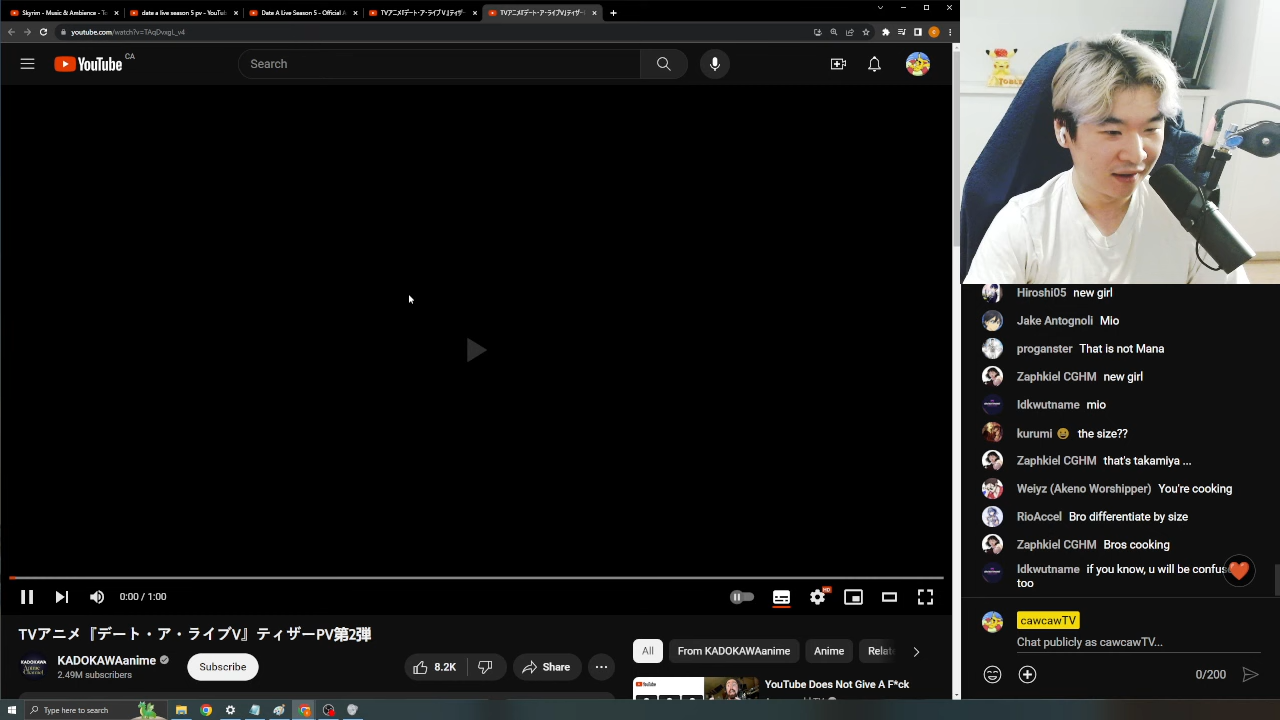 Skyrim - Music & Ambience - To
date a live season 5 pv - YouTube
Date A Live Season 5 - Official A
TVアニメ『デート・ア・ライブⅤ』ティザー
TVアニメ『デート・ア・ライブⅤ』ティザー
youtube.com/watch?v=TAqDvxgl_v4
YouTube CA
Search
Hiroshi05 new girl
Jake Antognoli Mio
proganster That is not Mana
Zaphkiel CGHM new girl
Idkwutname mio
kurumi 😀 the size??
Zaphkiel CGHM that's takamiya ...
Weiyz (Akeno Worshipper) You're cooking
RioAccel Bro differentiate by size
Zaphkiel CGHM Bros cooking
Idkwutname if you know, u will be confus
too
0:00 / 1:00
HD
cawcawTV
Chat publicly as cawcawTV...
0/200
TVアニメ『デート・ア・ライブⅤ』ティザーPV第2弾
KADOKAWAanime
2.49M subscribers
Subscribe
8.2K
Share
All
From KADOKAWAanime
Anime
Relate
YouTube Does Not Give A F*ck
Type here to search